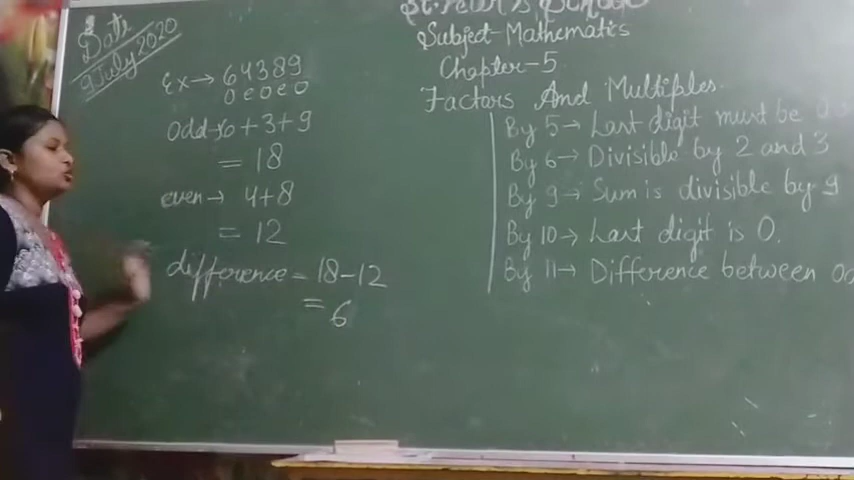 Date
9 July 2020
Ex → 64389
o e o e o
Odd → 6 + 3 + 9
= 18
even → 4+8
= 12
difference = 18-12
= 6
St. Peter's School
Subject-Mathematics
Chapter-5
Factors And Multiples.
By 5 → Last digit must be
By 6 → Divisible by 2 and 3
By 9 → Sum is divisible by 9
By 10 → Last digit is 0.
By 11 → Difference between